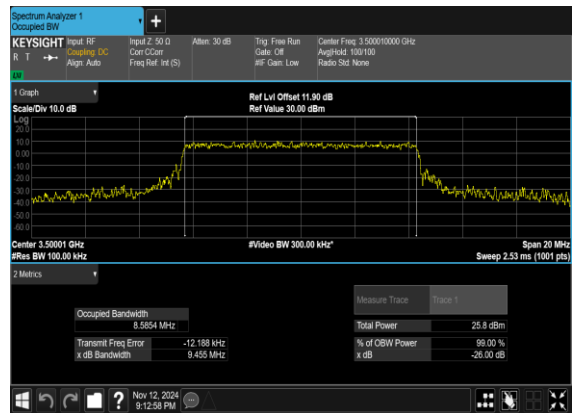 Spectrum Analyzer 1
Occupied BW
KEYSIGHT Input: RF Input Z: 50 Ω Atten: 30 dB Trig: Free Run Center Freq: 3.500010000 GHz
R T Coupling: DC Corr CCorr Gate: Off Avg|Hold: 100/100
Align: Auto Freq Ref: Int (S) #IF Gain: Low Radio Std: None
1 Graph
Ref Lvl Offset 11.90 dB
Scale/Div 10.0 dB Ref Value 30.00 dBm
Log
20.0
10.0
0.00
-10.0
-20.0
-30.0
-40.0
-50.0
-60.0
Center 3.50001 GHz #Video BW 300.00 kHz* Span 20 MHz
#Res BW 100.00 kHz Sweep 2.53 ms (1001 pts)
2 Metrics
Measure Trace Trace 1
Occupied Bandwidth
8.5854 MHz Total Power 25.8 dBm
Transmit Freq Error -12.188 kHz % of OBW Power 99.00 %
x dB Bandwidth 9.455 MHz x dB -26.00 dB
? Nov 12, 2024
9:12:58 PM